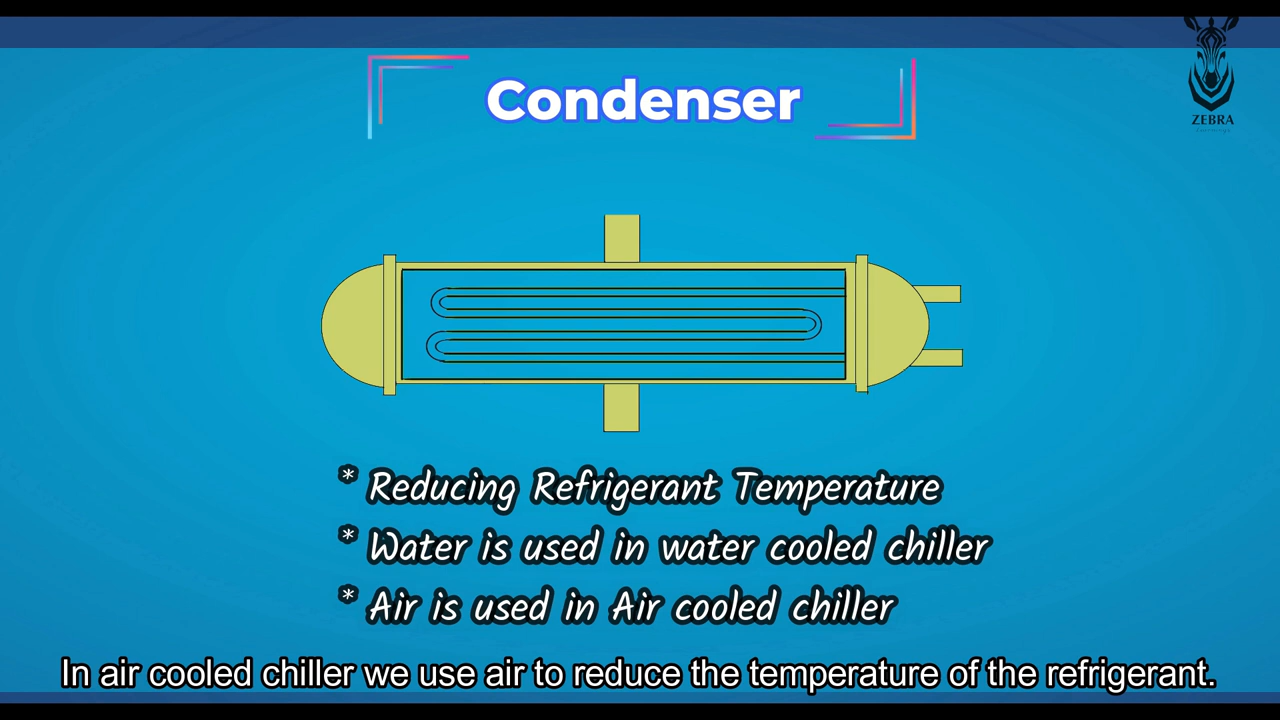 Condenser
ZEBRA
* Reducing Refrigerant Temperature
* Water is used in water cooled chiller
* Air is used in Air cooled chiller
In air cooled chiller we use air to reduce the temperature of the refrigerant.